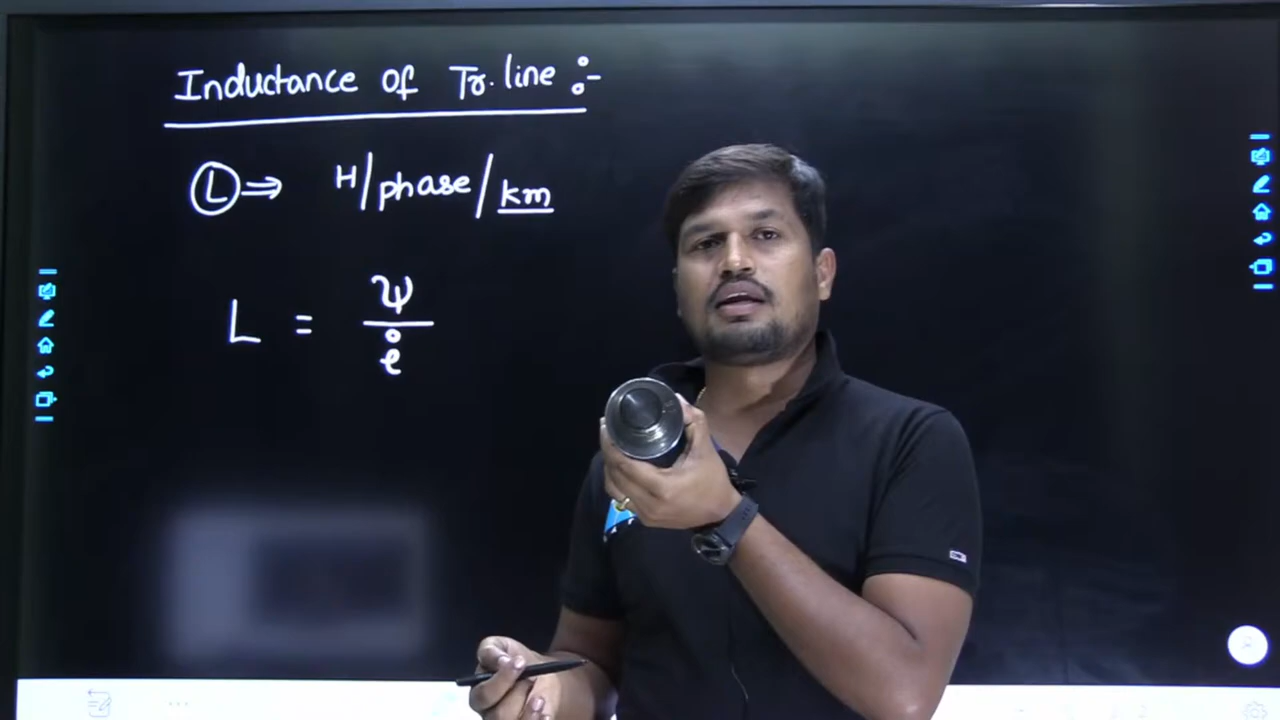 Inductance of Tr. line :-
L ⇒ H/phase/km
L = ψ/i